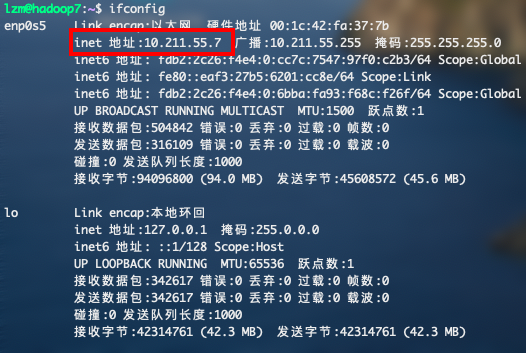 lzm@hadoop7:~$ ifconfig
enp0s5 Link encap:以太网 硬件地址 00:1c:42:fa:37:7b
inet 地址:10.211.55.7 广播:10.211.55.255 掩码:255.255.255.0
inet6 地址: fdb2:2c26:f4e4:0:cc7c:7547:97f0:c2b3/64 Scope:Global
inet6 地址: fe80::eaf3:27b5:6201:cc8e/64 Scope:Link
inet6 地址: fdb2:2c26:f4e4:0:6bba:fa93:f68c:f26f/64 Scope:Global
UP BROADCAST RUNNING MULTICAST MTU:1500 跃点数:1
接收数据包:504842 错误:0 丢弃:0 过载:0 帧数:0
发送数据包:316109 错误:0 丢弃:0 过载:0 载波:0
碰撞:0 发送队列长度:1000
接收字节:94096800 (94.0 MB) 发送字节:45608572 (45.6 MB)
lo Link encap:本地环回
inet 地址:127.0.0.1 掩码:255.0.0.0
inet6 地址: ::1/128 Scope:Host
UP LOOPBACK RUNNING MTU:65536 跃点数:1
接收数据包:342617 错误:0 丢弃:0 过载:0 帧数:0
发送数据包:342617 错误:0 丢弃:0 过载:0 载波:0
碰撞:0 发送队列长度:1000
接收字节:42314761 (42.3 MB) 发送字节:42314761 (42.3 MB)